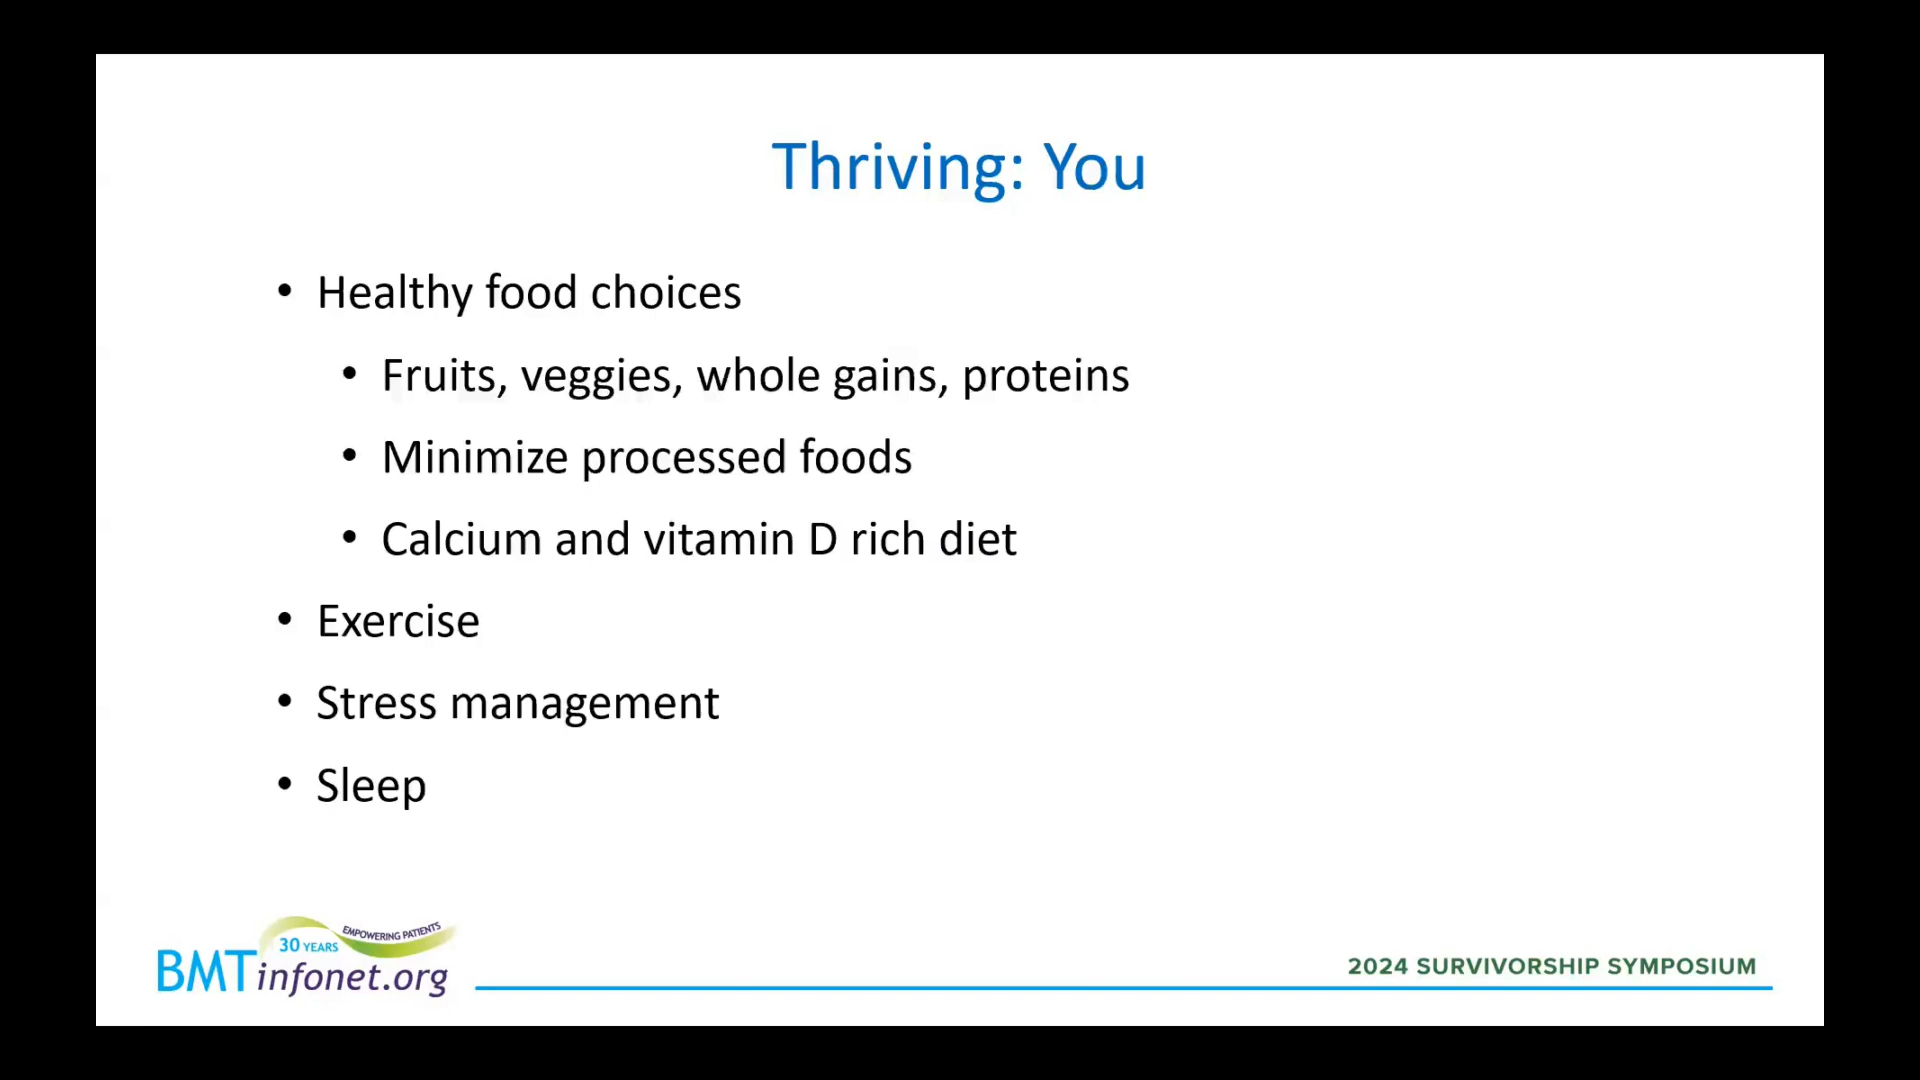 Thriving: You
• Healthy food choices
• Fruits, veggies, whole gains, proteins
• Minimize processed foods
• Calcium and vitamin D rich diet
• Exercise
• Stress management
• Sleep
30 YEARS EMPOWERING PATIENTS
BMTinfonet.org
2024 SURVIVORSHIP SYMPOSIUM